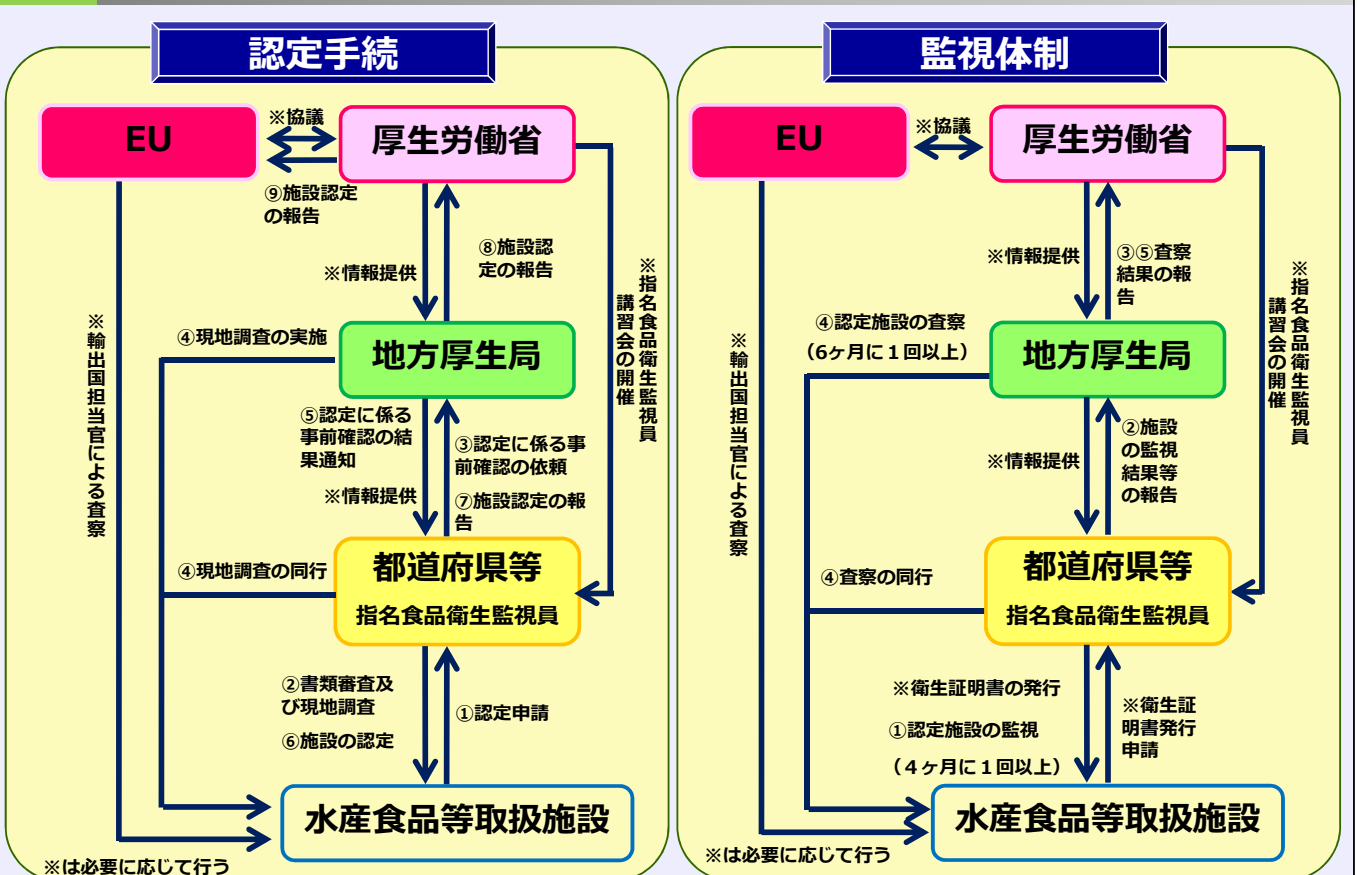 認定手続
EU
※協議
厚生労働省
⑨施設認定
の報告
⑧施設認
定の報告
※情報提供
※指名食品衛生監視員
講習会の開催
※輸出国担当官による査察
④現地調査の実施
地方厚生局
⑤認定に係る
事前確認の結
果通知
③認定に係る事
前確認の依頼
※情報提供
⑦施設認定の報
告
④現地調査の同行
都道府県等
指名食品衛生監視員
②書類審査及
び現地調査
①認定申請
⑥施設の認定
水産食品等取扱施設
※は必要に応じて行う
監視体制
EU
※協議
厚生労働省
※情報提供
③⑤査察
結果の報
告
※指名食品衛生監視員
講習会の開催
※輸出国担当官による査察
④認定施設の査察
（6ヶ月に１回以上）
地方厚生局
②施設
の監視
結果等
の報告
※情報提供
④査察の同行
都道府県等
指名食品衛生監視員
※衛生証明書の発行
※衛生証
明書発行
申請
①認定施設の監視
（４ヶ月に１回以上）
水産食品等取扱施設
※は必要に応じて行う